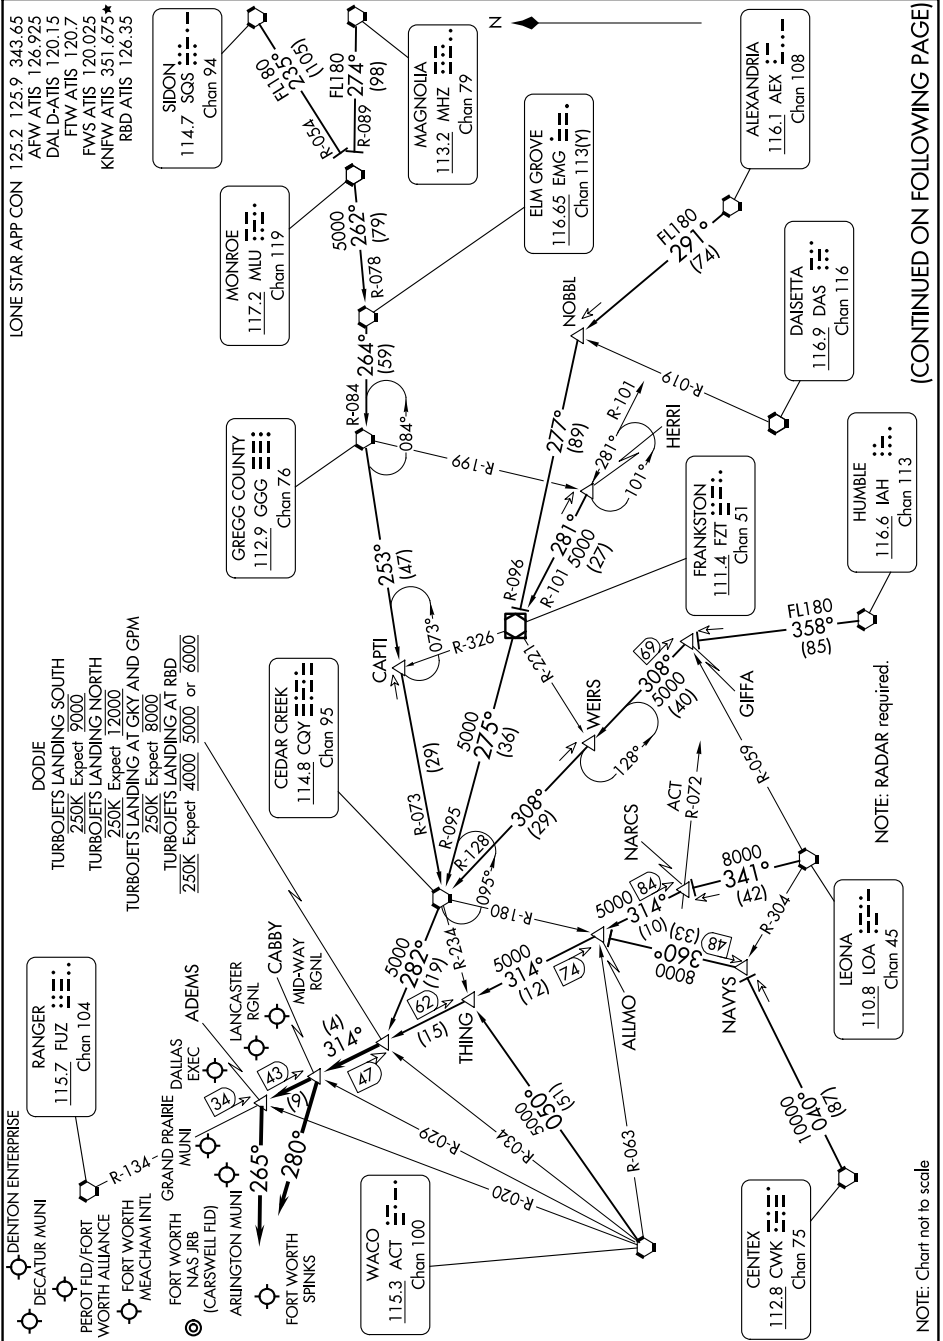 LONE STAR APP CON 125.2 125.9 343.65
AFW ATIS 126.925
DALD-ATIS 120.15
FTW ATIS 120.7
FWS ATIS 120.025
KNFW ATIS 351.675★
RBD ATIS 126.35
DENTON ENTERPRISE
DECATUR MUNI
PEROT FLD/FORT
WORTH ALLIANCE
FORT WORTH
MEACHAM INTL
FORT WORTH
NAS JRB
(CARSWELL FLD)
GRAND PRAIRIE
MUNI
ARLINGTON MUNI
FORT WORTH
SPINKS
DALLAS
EXEC
LANCASTER
RGNL
MID-WAY
RGNL
RANGER
115.7 FUZ
Chan 104
DODJE
TURBOJETS LANDING SOUTH
250K Expect 9000
TURBOJETS LANDING NORTH
250K Expect 12000
TURBOJETS LANDING AT GKY AND GPM
250K Expect 8000
TURBOJETS LANDING AT RBD
250K Expect 4000 5000 or 6000
GREGG COUNTY
112.9 GGG
Chan 76
MONROE
117.2 MLU
Chan 119
SIDON
114.7 SQS
Chan 94
MAGNOLIA
113.2 MHZ
Chan 79
ELM GROVE
116.65 EMG
Chan 113(Y)
ALEXANDRIA
116.1 AEX
Chan 108
DAISETTA
116.9 DAS
Chan 116
HUMBLE
116.6 IAH
Chan 113
FRANKSTON
111.4 FZT
Chan 51
CEDAR CREEK
114.8 CQY
Chan 95
LEONA
110.8 LOA
Chan 45
CENTEX
112.8 CWK
Chan 75
WACO
115.3 ACT
Chan 100
N
FL180
235°
(105)
R-054
FL180
274°
(98)
R-089
5000
262°
(79)
R-078
264°
(59)
R-084
084°
253°
(47)
R-199
CAPTI
073°
R-326
(29)
R-073
NOBBL
FL180
291°
(74)
R-019
277°
(89)
R-096
HERRI
281°
R-101
101°
281°
5000
(27)
R-101
5000
275°
(36)
R-095
R-221
WEIRS
128°
308°
(29)
R-128
095°
69
308°
5000
(40)
GIFFA
FL180
358°
(85)
R-059
R-180
R-234
5000
282°
(19)
ADEMS
CABBY
R-134
34
43
(9)
265°
280°
(4)
314°
47
62
(15)
THING
5000
314°
(12)
74
ALLMO
NARCS
ACT
R-072
5000
314°
(10)
84
8000
341°
(42)
R-304
8000
360°
(33)
48
NAVYS
10000
040°
(87)
5000
050°
(51)
R-063
R-034
R-029
R-020
NOTE: RADAR required.
NOTE: Chart not to scale
(CONTINUED ON FOLLOWING PAGE)